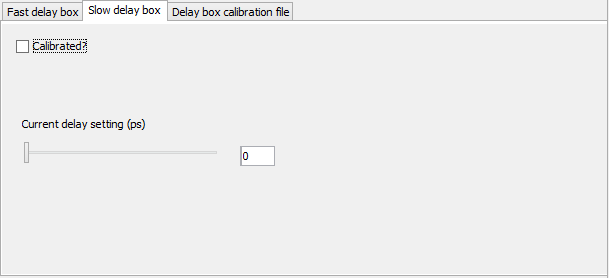 Fast delay box Slow delay box Delay box calibration file
Calibrated?
Current delay setting (ps)
0